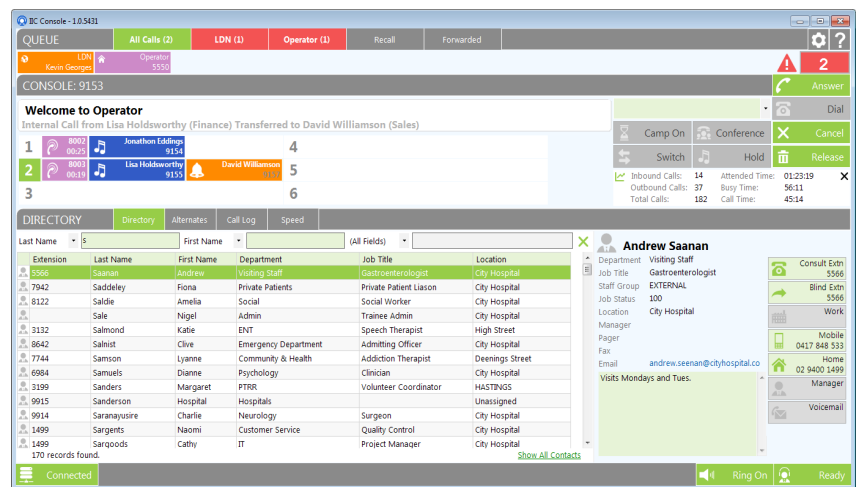 IIC Console - 1.0.5431
QUEUE All Calls (2) LDN (1) Operator (1) Recall Forwarded ?
LDN Operator
Kevin Georges 5550 2
CONSOLE: 9153 Answer
Welcome to Operator Dial
Internal Call from Lisa Holdsworthy (Finance) Transferred to David Williamson (Sales)
Camp On Conference Cancel
1 8002 Jonathon Eddings 4
00:25 9154
Switch Hold Release
2 8003 Lisa Holdsworthy David Williamson 5
00:19 9155 9152
Inbound Calls: 14 Attended Time: 01:23:19
Outbound Calls: 37 Busy Time: 56:11
3 6
Total Calls: 182 Call Time: 45:14
DIRECTORY Directory Alternates Call Log Speed
Last Name s First Name (All Fields)
Extension Last Name First Name Department Job Title Location
5566 Saanan Andrew Visiting Staff Gastroenterologist City Hospital
7942 Saddeley Fiona Private Patients Private Patient Liason City Hospital
8122 Saldie Amelia Social Social Worker City Hospital
Sale Nigel Admin Trainee Admin City Hospital
3132 Salmond Katie ENT Speech Therapist High Street
8642 Salnist Clive Emergency Department Admitting Officer City Hospital
7744 Samson Lyanne Community & Health Addiction Therapist Deenings Street
6984 Samuels Dianne Psychology Clinician City Hospital
3199 Sanders Margaret PTRR Volunteer Coordinator HASTINGS
9915 Sanderson Hospital Hospitals Unassigned
9914 Saranayusire Charlie Neurology Surgeon City Hospital
1499 Sargents Naomi Customer Service Quality Control City Hospital
1499 Sargoods Cathy IT Project Manager City Hospital
170 records found. Show All Contacts
Andrew Saanan
Department Visiting Staff
Job Title Gastroenterologist
Staff Group EXTERNAL
Job Status 100
Location City Hospital
Manager
Pager
Fax
Email andrew.seenan@cityhospital.co
Visits Mondays and Tues.
Consult Extn
5566
Blind Extn
5566
Work
Mobile
0417 848 533
Home
02 9400 1499
Manager
Voicemail
Connected Ring On Ready